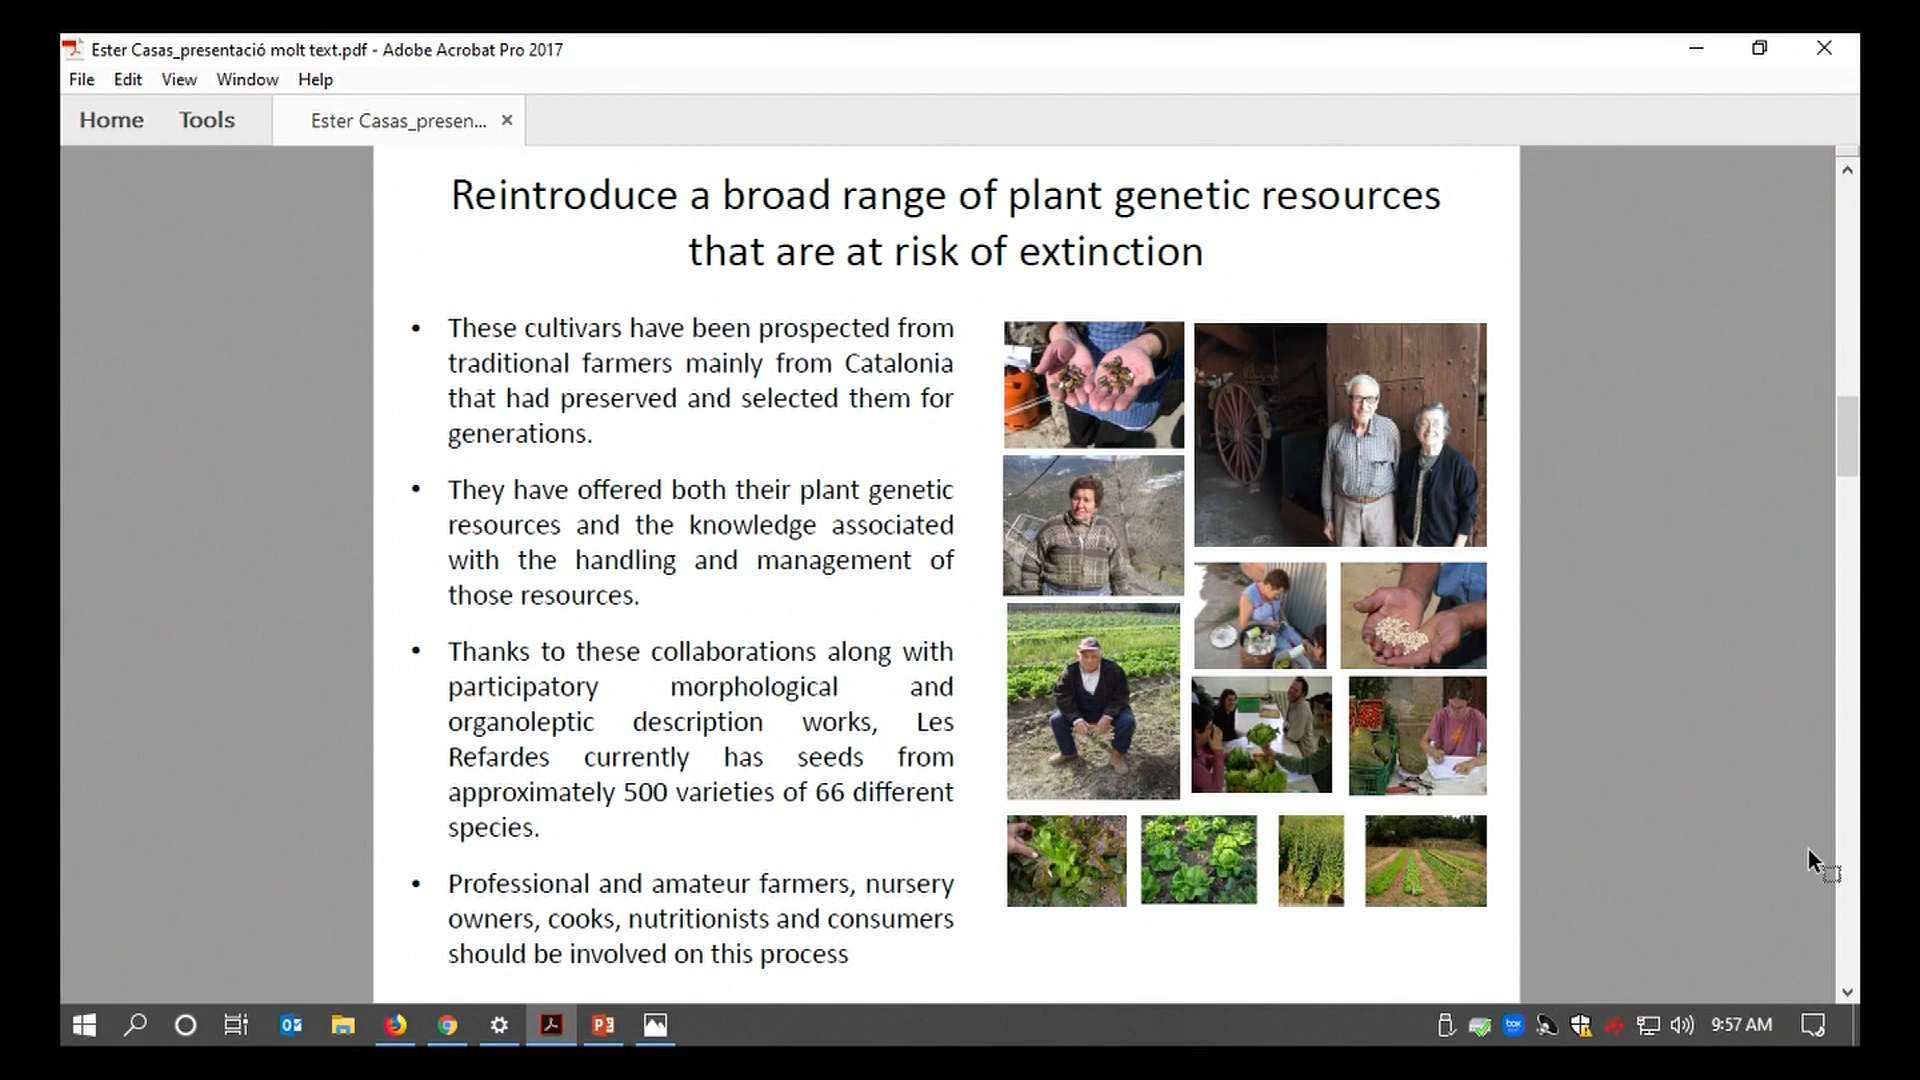 Ester Casas_presentació molt text.pdf - Adobe Acrobat Pro 2017
File Edit View Window Help
Home Tools Ester Casas_presen... ×
Reintroduce a broad range of plant genetic resources
that are at risk of extinction
• These cultivars have been prospected from
traditional farmers mainly from Catalonia
that had preserved and selected them for
generations.
• They have offered both their plant genetic
resources and the knowledge associated
with the handling and management of
those resources.
• Thanks to these collaborations along with
participatory morphological and
organoleptic description works, Les
Refardes currently has seeds from
approximately 500 varieties of 66 different
species.
• Professional and amateur farmers, nursery
owners, cooks, nutritionists and consumers
should be involved on this process
box
9:57 AM